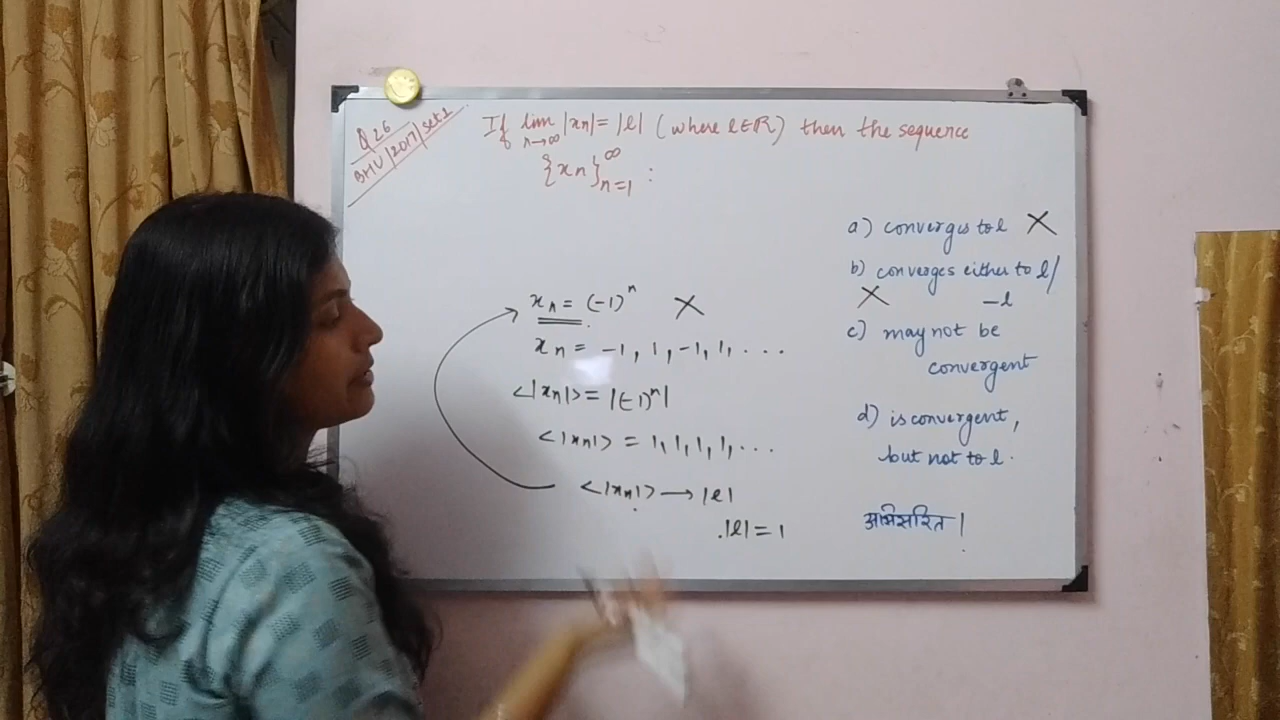 Q 26
BHU/2017/set 1
If lim n→∞ |xn| = |l| (where l∈R) then the sequence
{xn}∞n=1 :
a) converges to l ✗
b) converges either to l/
✗ -l
c) may not be
convergent
d) is convergent,
but not to l.
अभिसरित |
xn = (-1)^n ✗
xn = -1, 1, -1, 1, ...
<|xn|> = |(-1)^n|
<|xn|> = 1, 1, 1, 1, ...
<|xn|> → |l|
.|l| = 1